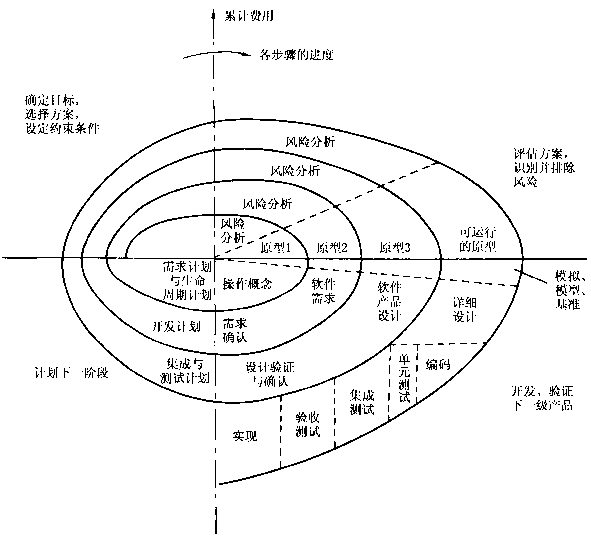 累计费用
各步骤的进度
确定目标，
选择方案，
设定约束条件
评估方案，
识别并排除
风险
风险分析
风险分析
风险分析
风险
分析
原型1
原型2
原型3
可运行
的原型
模拟、
模型、
基准
需求计划
与生命
周期计划
操作概念
软件
需求
软件
产品
设计
详细
设计
开发计划
需求
确认
计划下一阶段
集成与
测试计划
设计验证
与确认
单元
测试
编码
集成
测试
验收
测试
实现
开发、验证
下一级产品